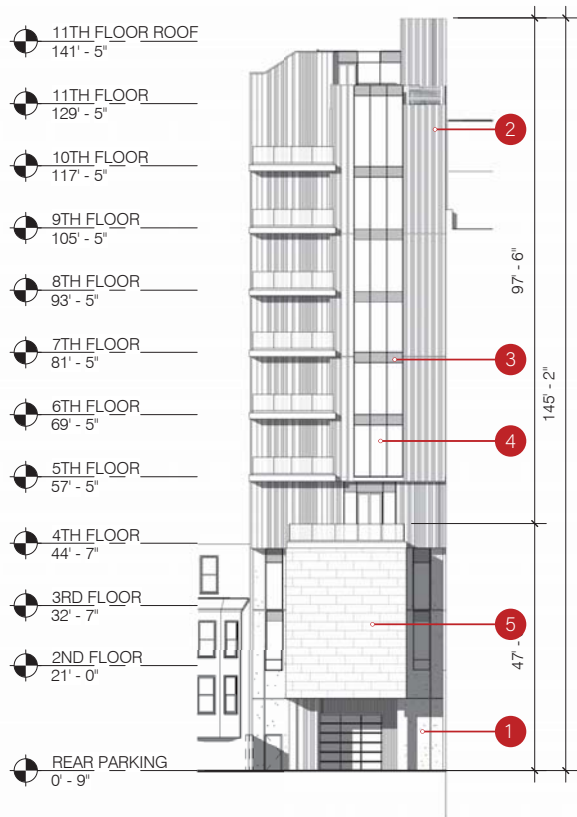 11TH FLOOR ROOF
141' - 5"
11TH FLOOR
129' - 5"
10TH FLOOR
117' - 5"
9TH FLOOR
105' - 5"
8TH FLOOR
93' - 5"
7TH FLOOR
81' - 5"
6TH FLOOR
69' - 5"
5TH FLOOR
57' - 5"
4TH FLOOR
44' - 7"
3RD FLOOR
32' - 7"
2ND FLOOR
21' - 0"
REAR PARKING
0' - 9"
2
3
4
5
1
97' - 6"
145' - 2"
47' -